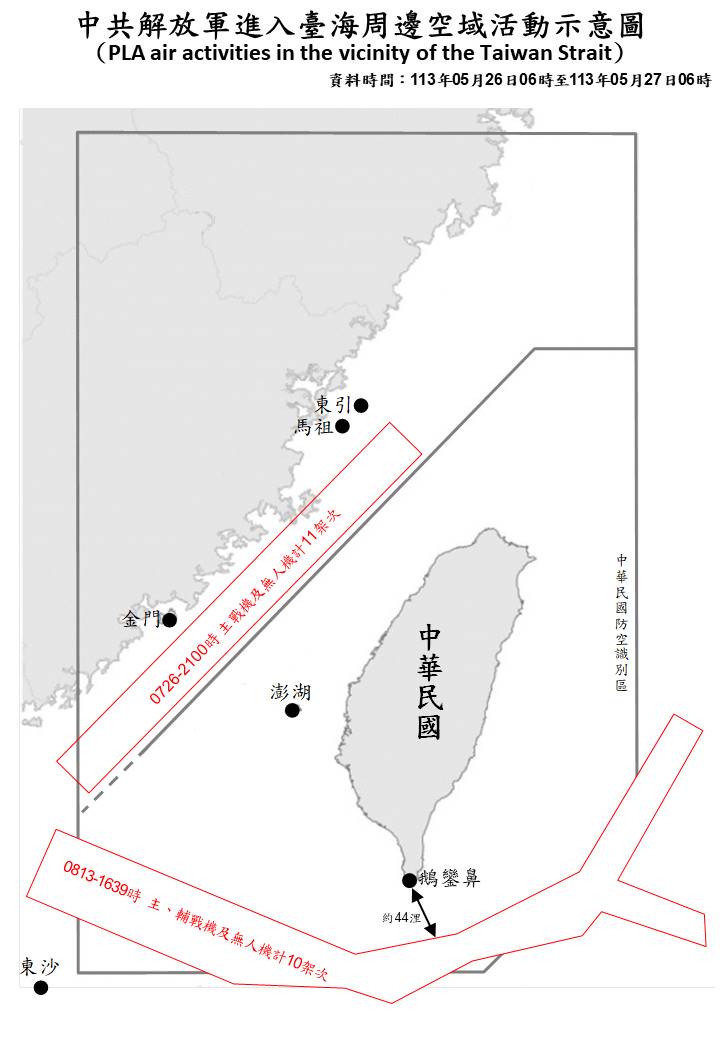 中共解放軍進入臺海周邊空域活動示意圖
（PLA air activities in the vicinity of the Taiwan Strait）
資料時間：113年05月26日06時至113年05月27日06時
東引
馬祖
0726-2100時 主戰機及無人機計11架次
中華民國防空識別區
金門
中華民國
澎湖
0813-1639時 主、輔戰機及無人機計10架次
鵝鑾鼻
約44浬
東沙